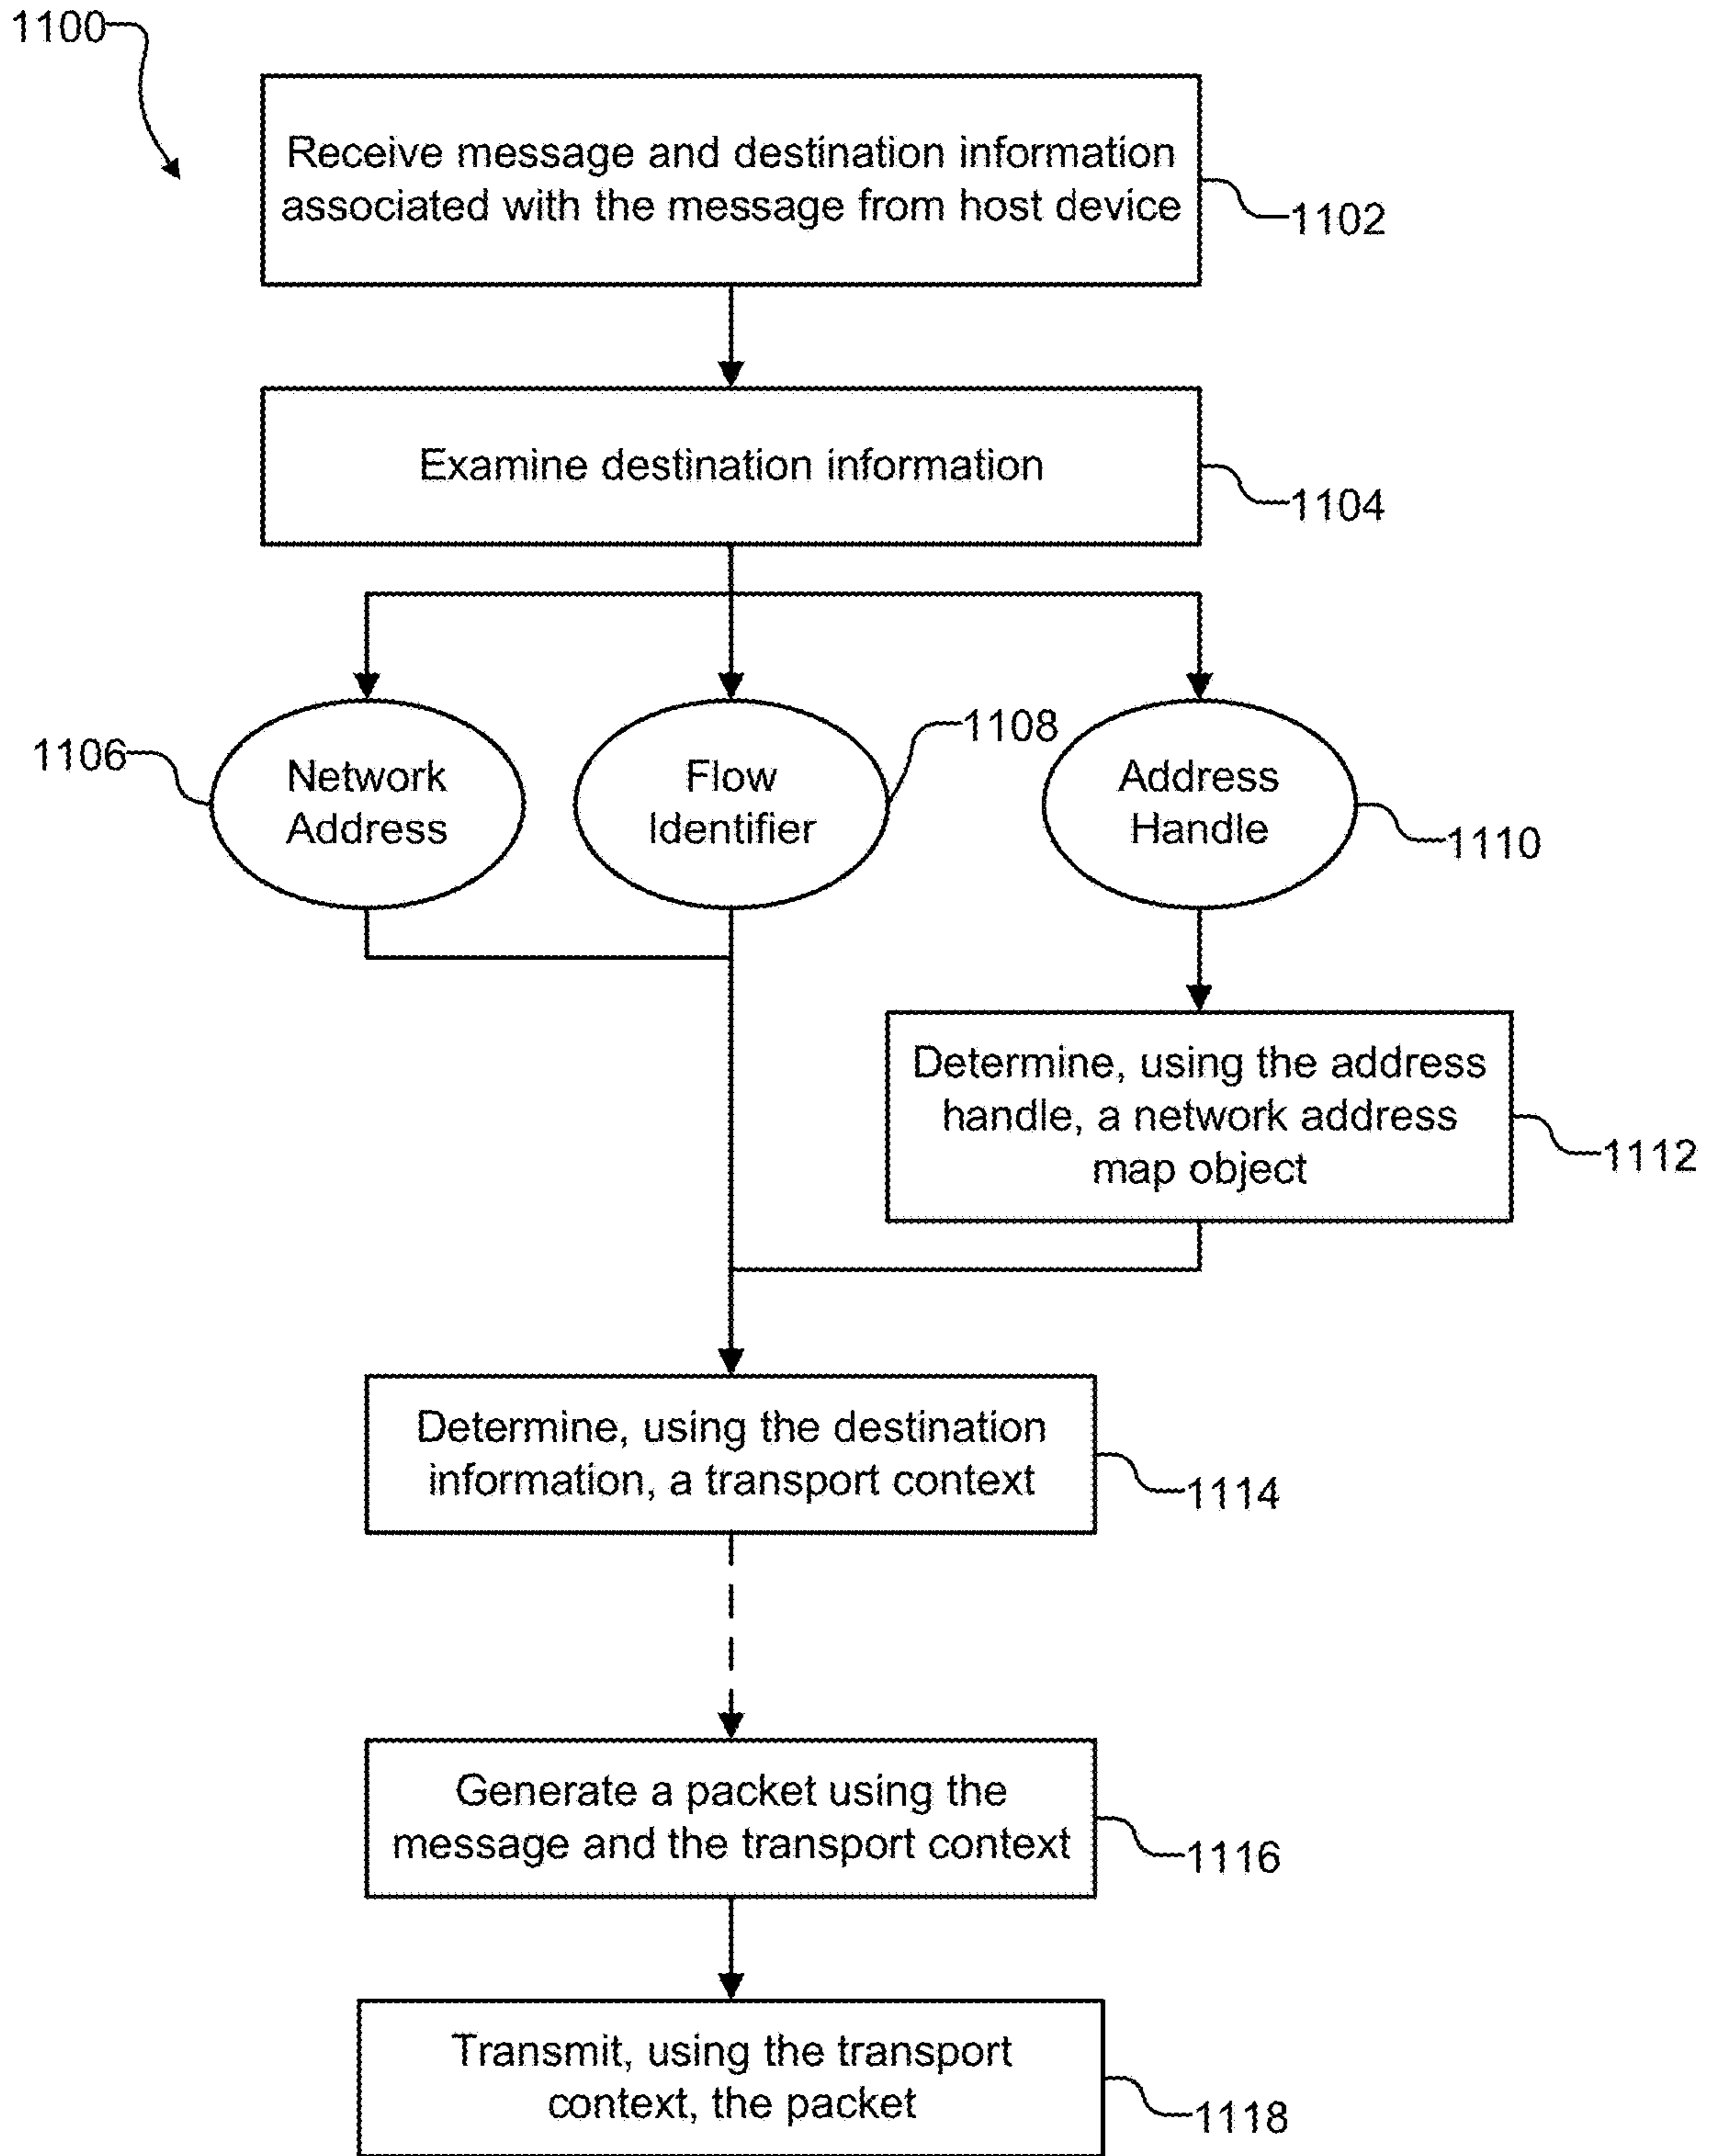 1100
Receive message and destination information
associated with the message from host device
1102
Examine destination information
1104
1106
Network
Address
Flow
Identifier
1108
Address
Handle
1110
Determine, using the address
handle, a network address
map object
1112
Determine, using the destination
information, a transport context
1114
Generate a packet using the
message and the transport context
1116
Transmit, using the transport
context, the packet
1118